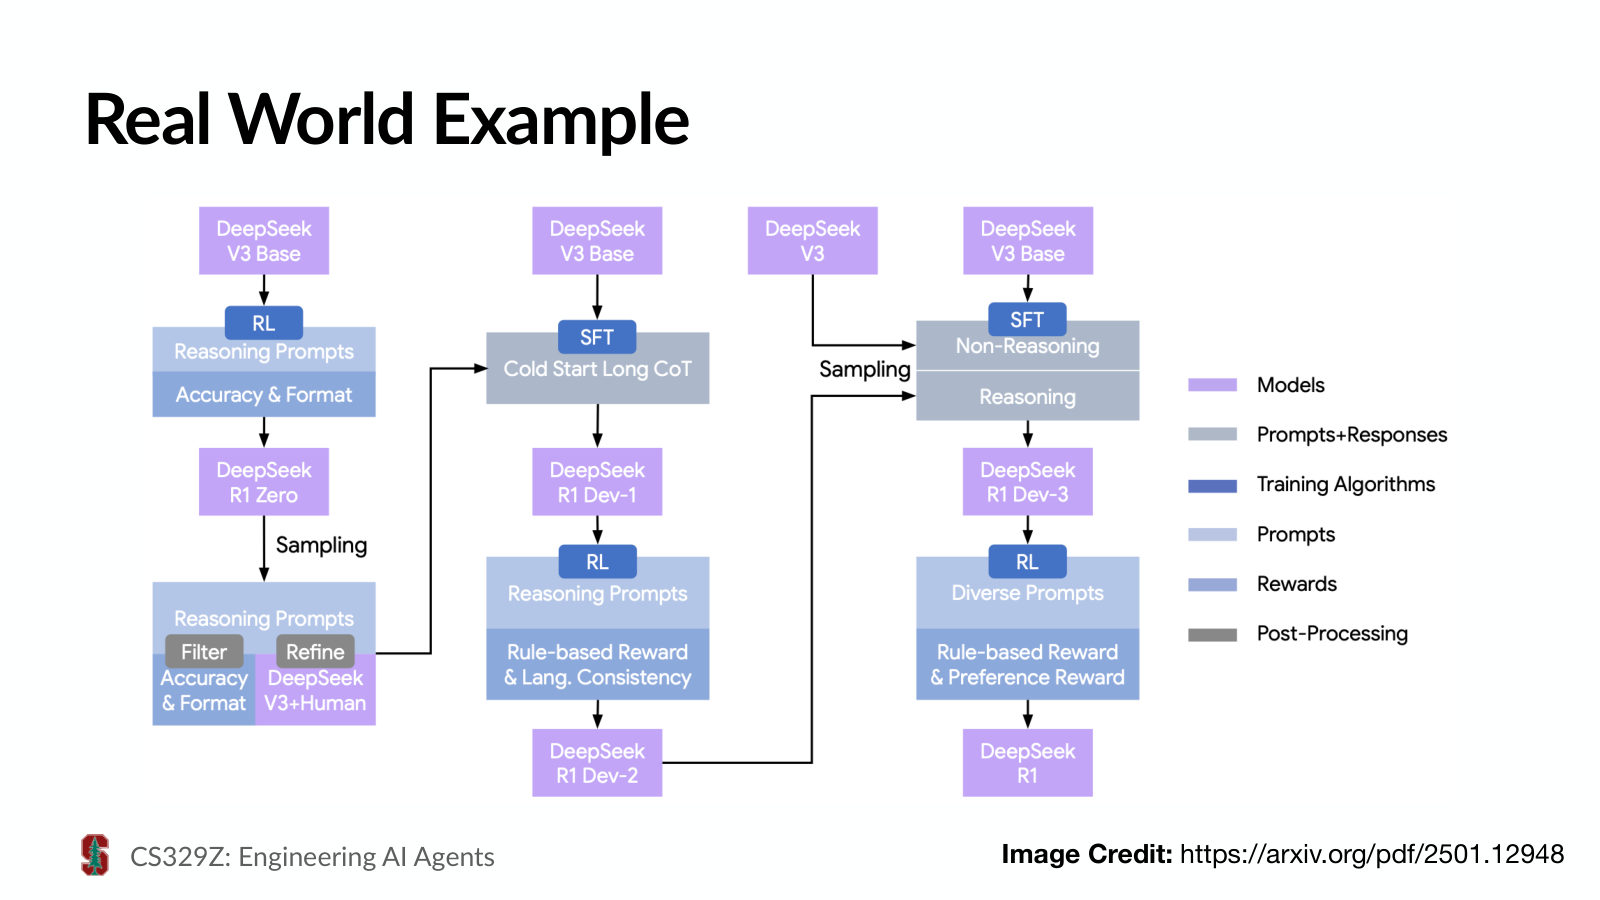 Real World Example
DeepSeek
V3 Base
RL
Reasoning Prompts
Accuracy & Format
DeepSeek
R1 Zero
Sampling
Reasoning Prompts
Filter
Refine
Accuracy
& Format
DeepSeek
V3+Human
DeepSeek
V3 Base
SFT
Cold Start Long CoT
DeepSeek
R1 Dev-1
RL
Reasoning Prompts
Rule-based Reward
& Lang. Consistency
DeepSeek
R1 Dev-2
DeepSeek
V3
Sampling
DeepSeek
V3 Base
SFT
Non-Reasoning
Reasoning
DeepSeek
R1 Dev-3
RL
Diverse Prompts
Rule-based Reward
& Preference Reward
DeepSeek
R1
Models
Prompts+Responses
Training Algorithms
Prompts
Rewards
Post-Processing
CS329Z: Engineering AI Agents
Image Credit: https://arxiv.org/pdf/2501.12948